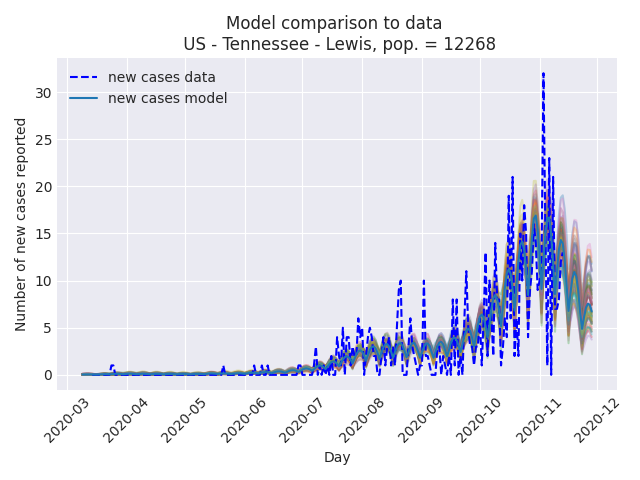 Model comparison to data
US - Tennessee - Lewis, pop. = 12268
new cases data
new cases model
Number of new cases reported
30
25
20
15
10
5
0
2020-03
2020-04
2020-05
2020-06
2020-07
2020-08
2020-09
2020-10
2020-11
2020-12
Day